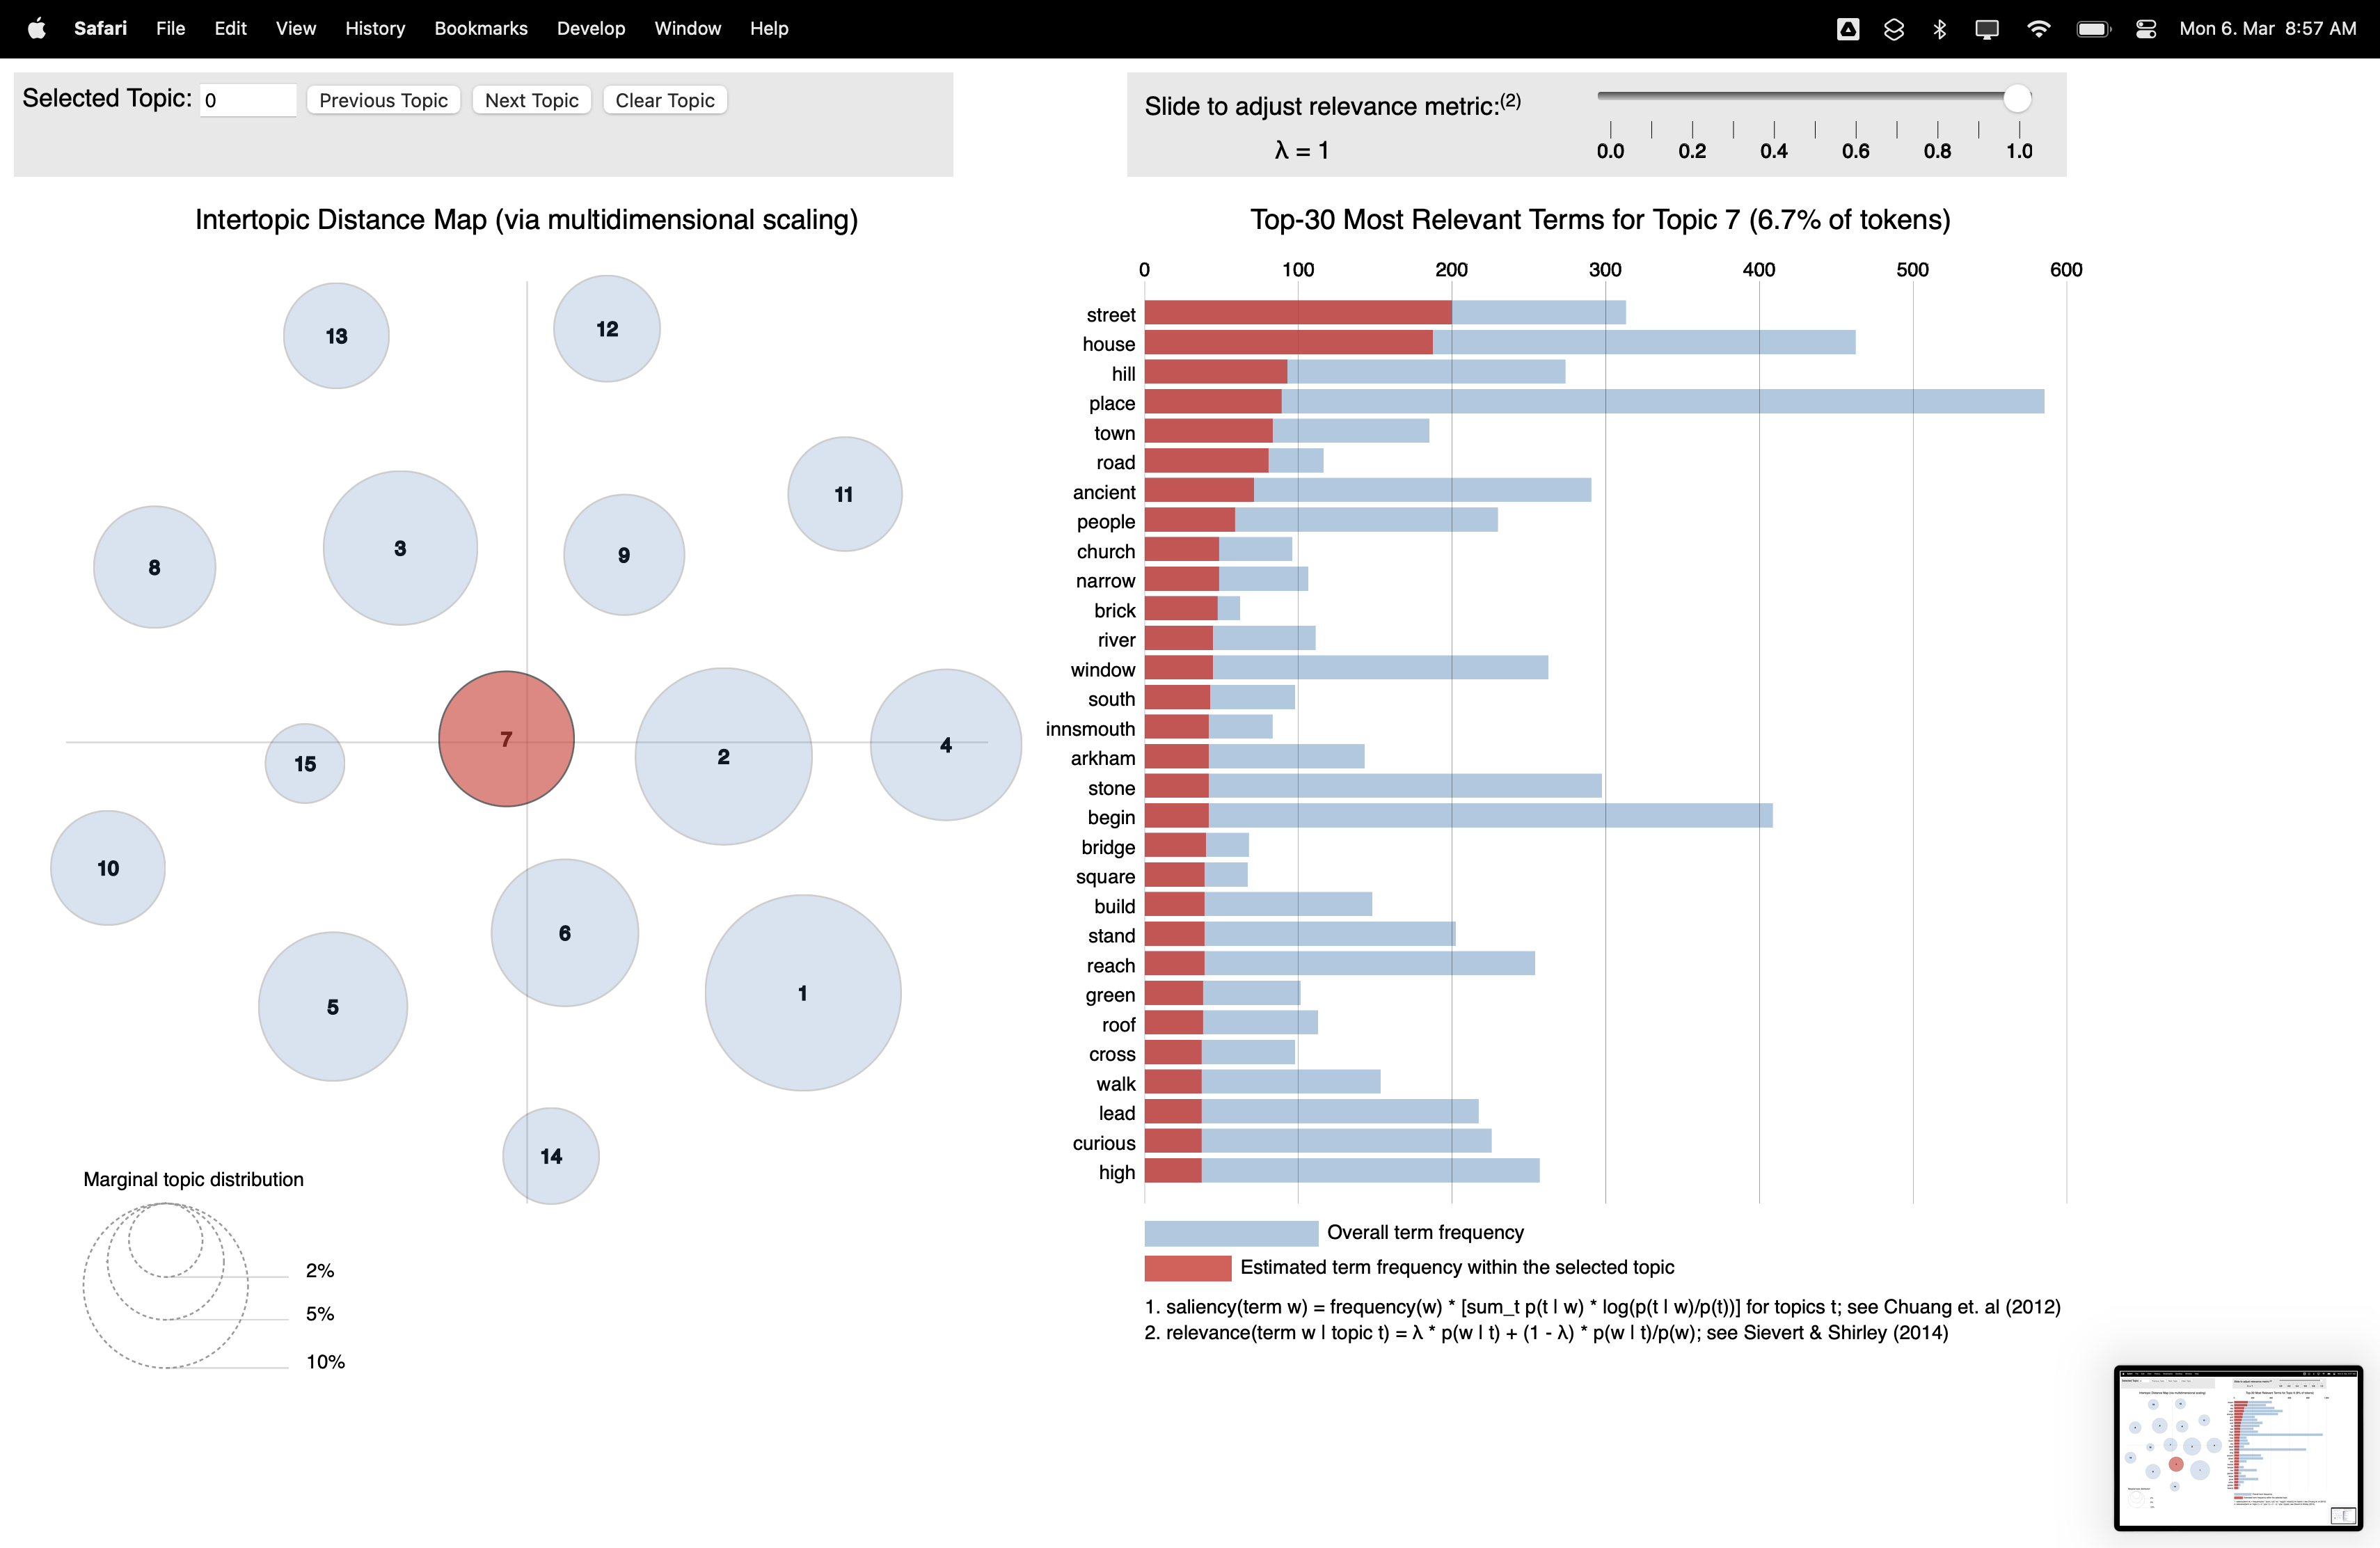 Safari File Edit View History Bookmarks Develop Window Help Mon 6. Mar 8:57 AM
Selected Topic: 0 Previous Topic Next Topic Clear Topic
Slide to adjust relevance metric:(2)
λ = 1
0.0 0.2 0.4 0.6 0.8 1.0
Intertopic Distance Map (via multidimensional scaling)
13
12
11
3
9
8
7
4
2
15
10
6
1
5
14
Marginal topic distribution
2%
5%
10%
Top-30 Most Relevant Terms for Topic 7 (6.7% of tokens)
0 100 200 300 400 500 600
street
house
hill
place
town
road
ancient
people
church
narrow
brick
river
window
south
innsmouth
arkham
stone
begin
bridge
square
build
stand
reach
green
roof
cross
walk
lead
curious
high
Overall term frequency
Estimated term frequency within the selected topic
1. saliency(term w) = frequency(w) * [sum_t p(t | w) * log(p(t | w)/p(t))] for topics t; see Chuang et. al (2012)
2. relevance(term w | topic t) = λ * p(w | t) + (1 - λ) * p(w | t)/p(w); see Sievert & Shirley (2014)